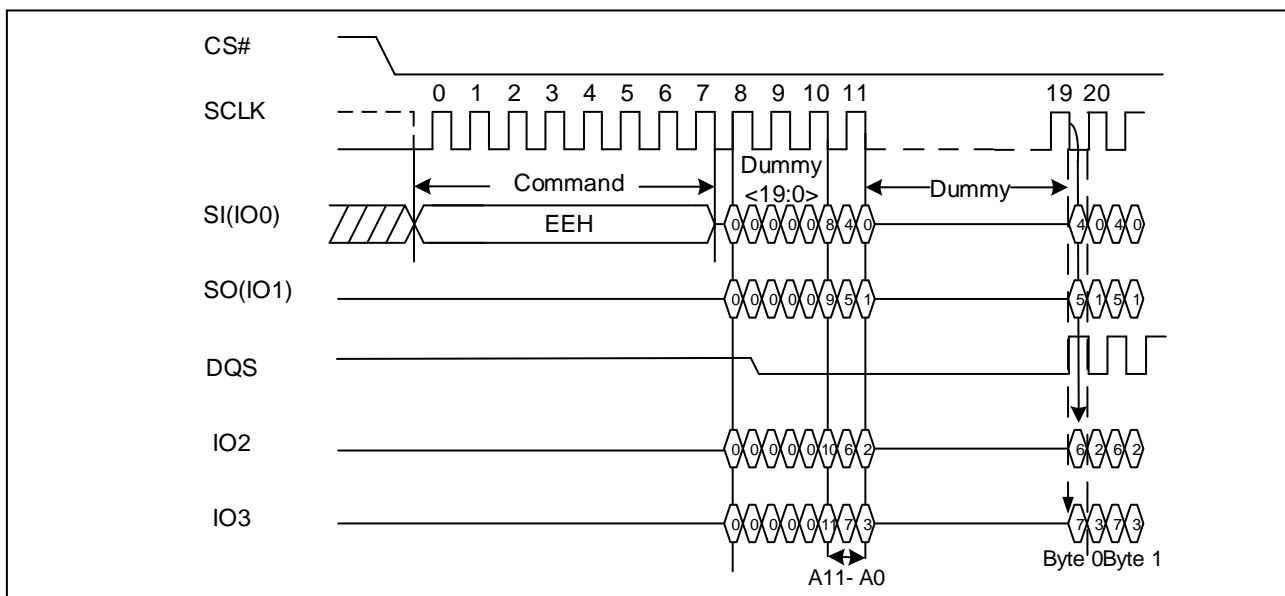 CS#
0 1 2 3 4 5 6 7 8 9 10 11 19 20
SCLK
Dummy
<19:0>
Command
Dummy
SI(IO0)
EEH
0 0 0 0 0 8 4 0
4 0 4 0
SO(IO1)
0 0 0 0 0 9 5 1
5 1 5 1
DQS
IO2
0 0 0 0 0 10 6 2
6 2 6 2
IO3
0 0 0 0 0 11 7 3
7 3 7 3
Byte 0Byte 1
A11- A0